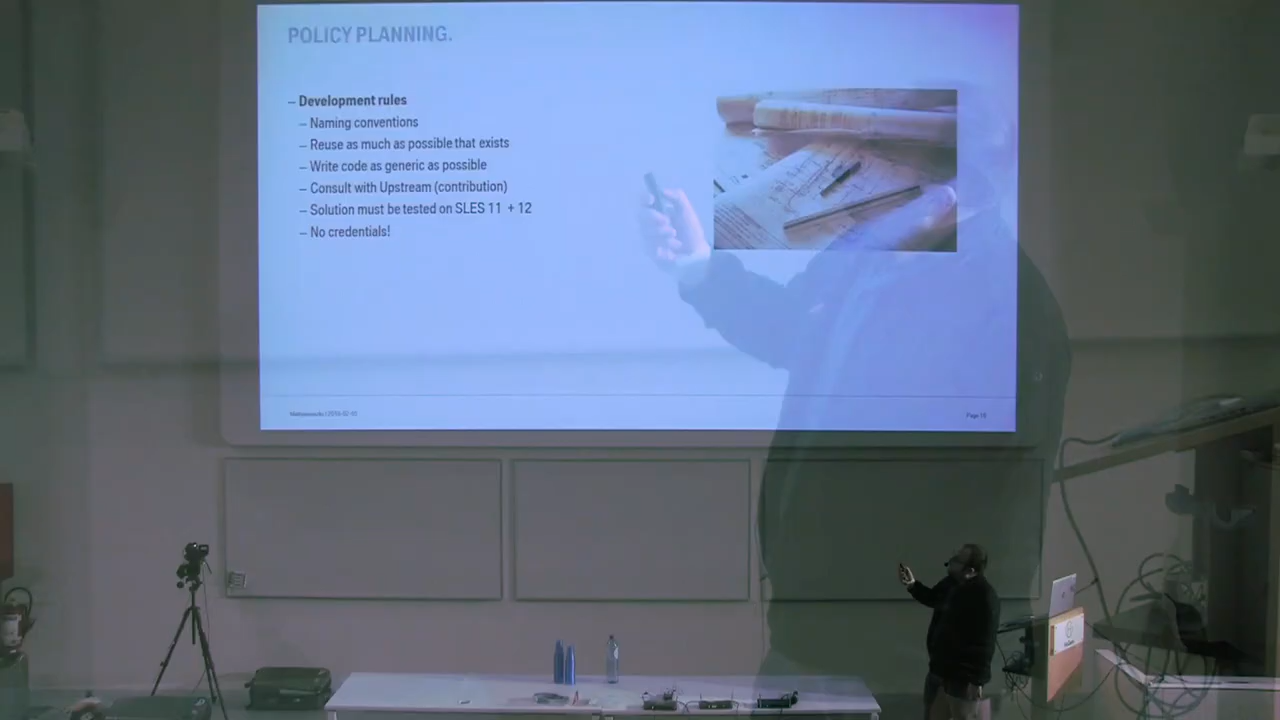 POLICY PLANNING.
– Development rules
– Naming conventions
– Reuse as much as possible that exists
– Write code as generic as possible
– Consult with Upstream (contribution)
– Solution must be tested on SLES 11 + 12
– No credentials!